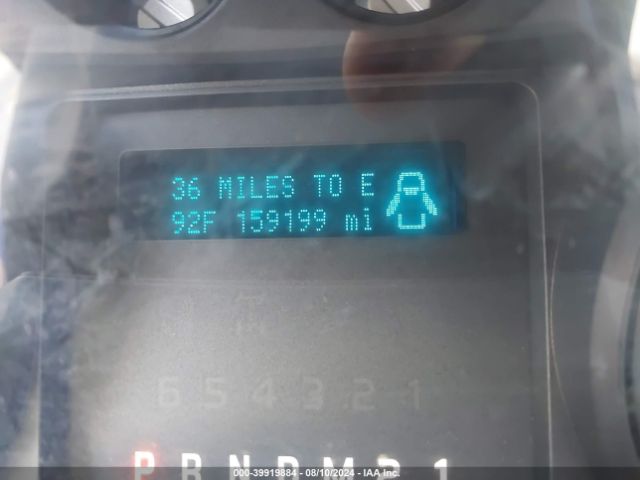 36 MILES TO E
92F 159199 mi
6 5 4 3 2 1
P R N D M 2 1
000-39919884 - 08/10/2024 - IAA Inc.